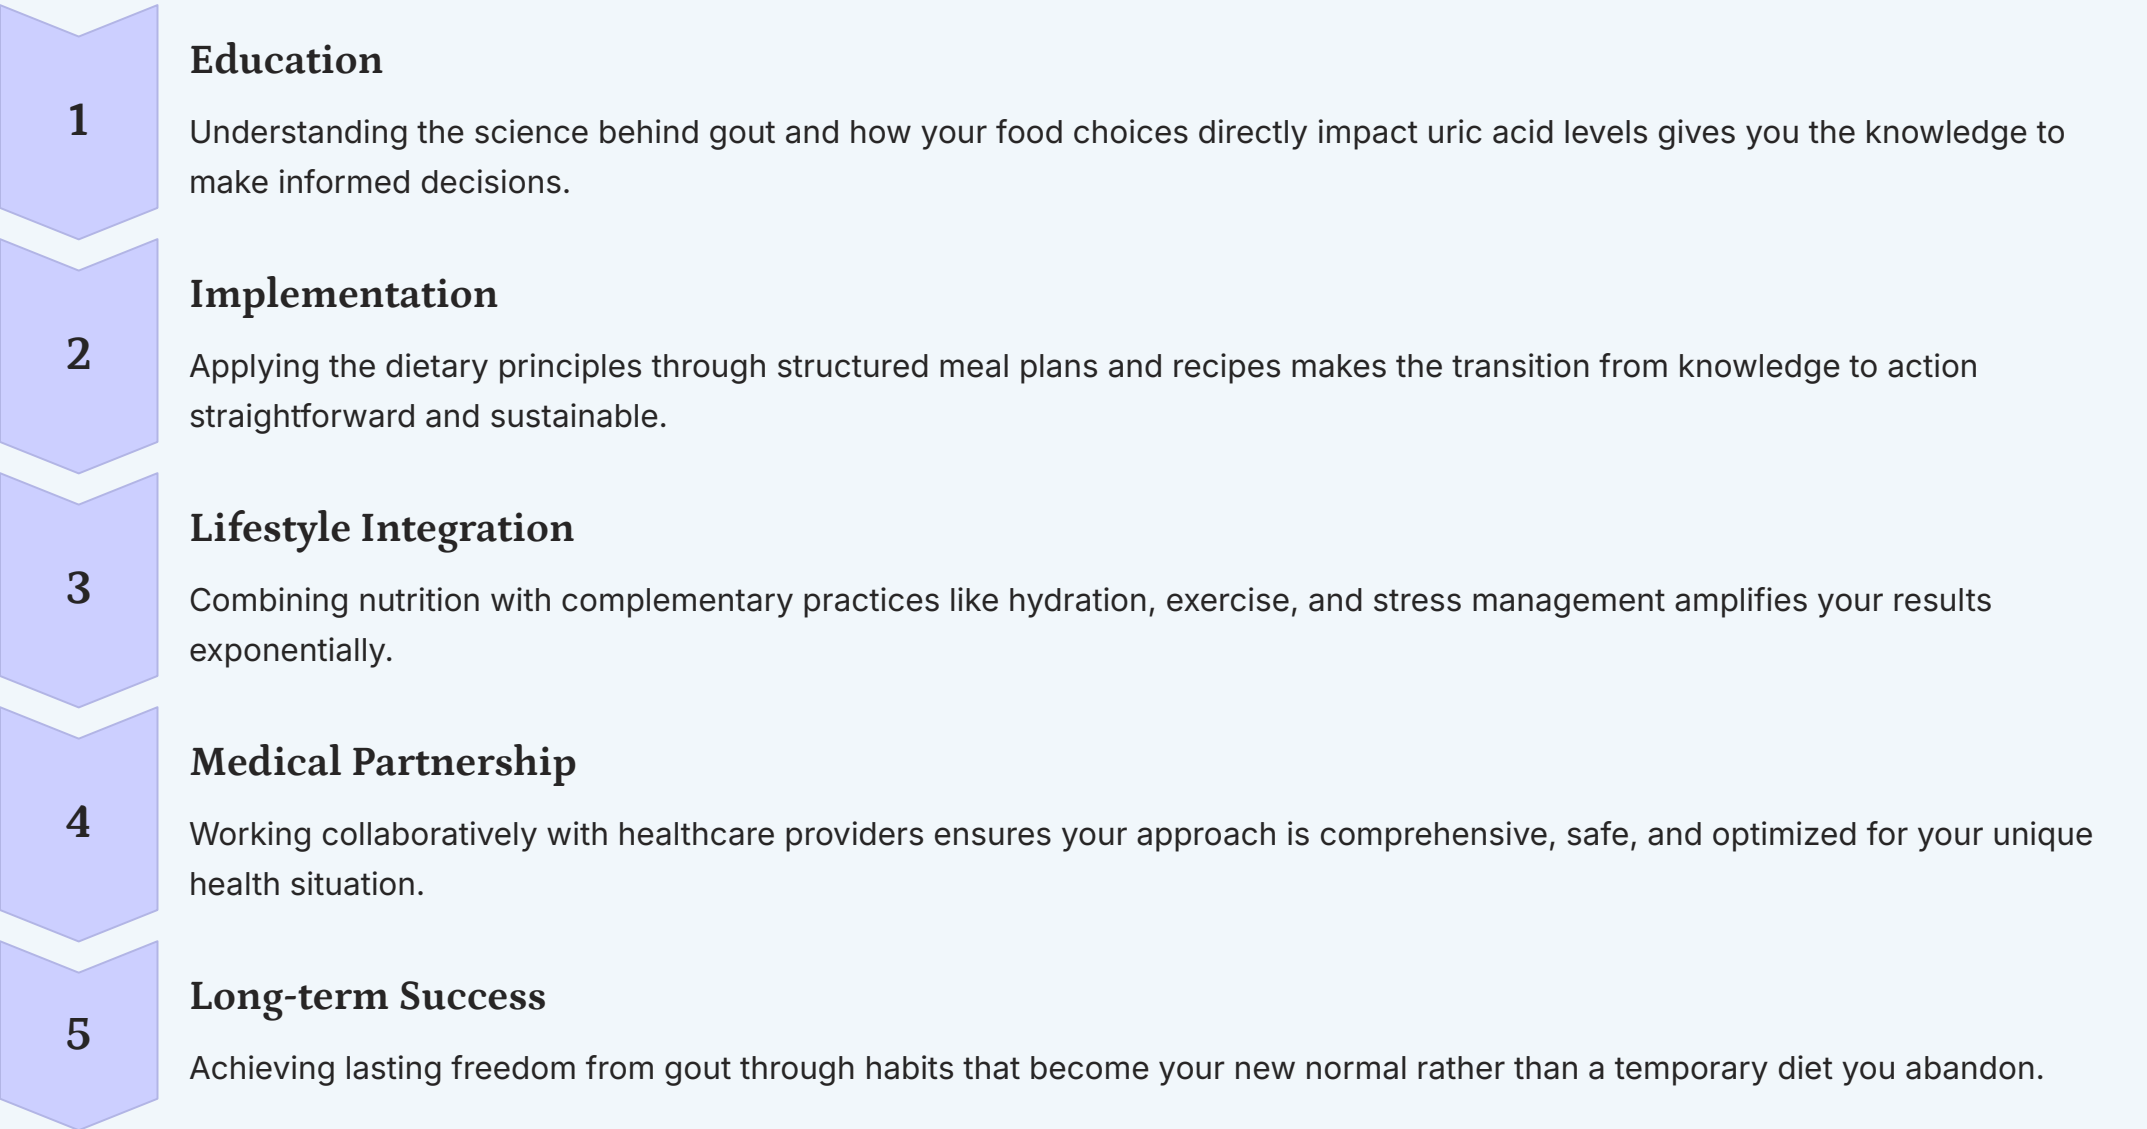 1
Education
Understanding the science behind gout and how your food choices directly impact uric acid levels gives you the knowledge to
make informed decisions.
2
Implementation
Applying the dietary principles through structured meal plans and recipes makes the transition from knowledge to action
straightforward and sustainable.
3
Lifestyle Integration
Combining nutrition with complementary practices like hydration, exercise, and stress management amplifies your results
exponentially.
4
Medical Partnership
Working collaboratively with healthcare providers ensures your approach is comprehensive, safe, and optimized for your unique
health situation.
5
Long-term Success
Achieving lasting freedom from gout through habits that become your new normal rather than a temporary diet you abandon.